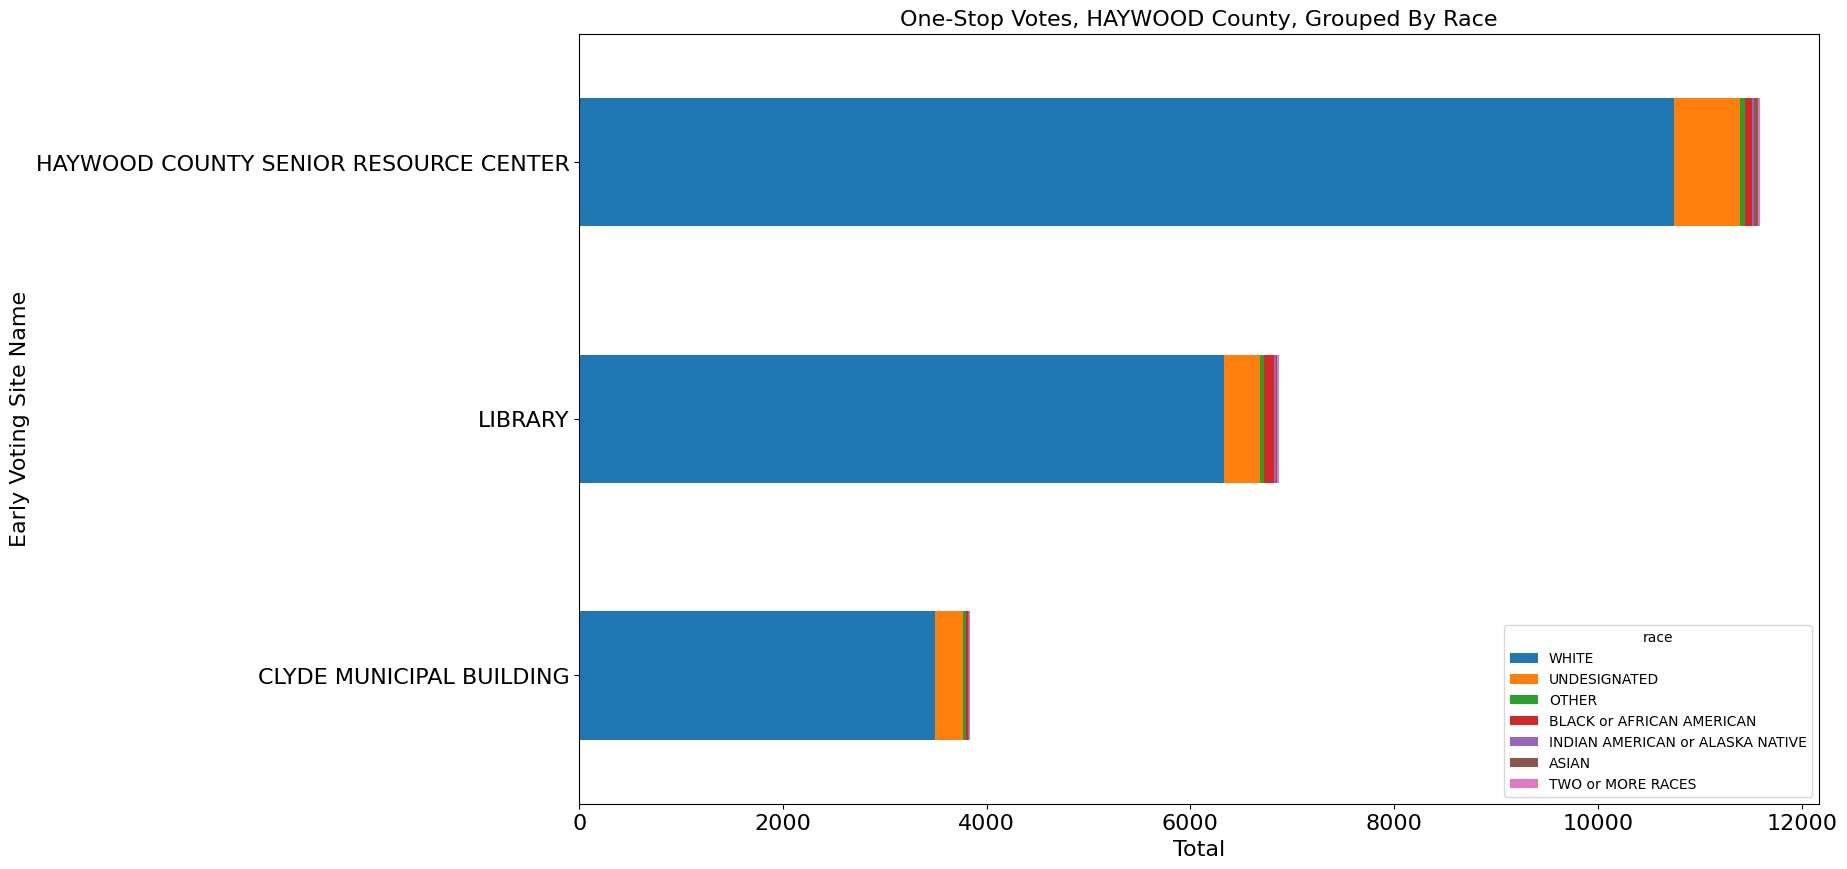 One-Stop Votes, HAYWOOD County, Grouped By Race
Early Voting Site Name
HAYWOOD COUNTY SENIOR RESOURCE CENTER
LIBRARY
CLYDE MUNICIPAL BUILDING
race
WHITE
UNDESIGNATED
OTHER
BLACK or AFRICAN AMERICAN
INDIAN AMERICAN or ALASKA NATIVE
ASIAN
TWO or MORE RACES
0 2000 4000 6000 8000 10000 12000
Total